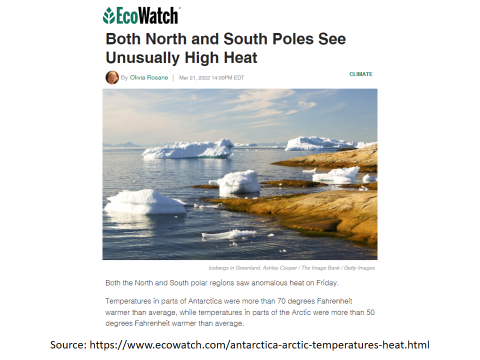 EcoWatch®
Both North and South Poles See
Unusually High Heat
By Olivia Rosane | Mar 21, 2022 14:00PM EDT
CLIMATE
Icebergs in Greenland. Ashley Cooper / The Image Bank / Getty Images
Both the North and South polar regions saw anomalous heat on Friday.
Temperatures in parts of Antarctica were more than 70 degrees Fahrenheit
warmer than average, while temperatures in parts of the Arctic were more than 50
degrees Fahrenheit warmer than average.
Source: https://www.ecowatch.com/antarctica-arctic-temperatures-heat.html